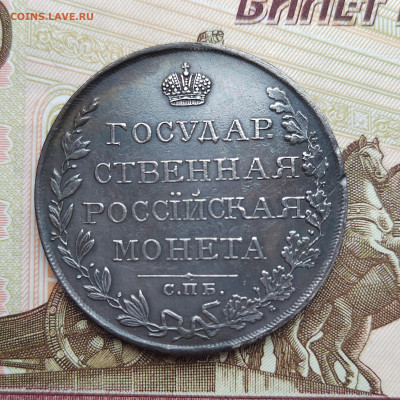 COINS.LAVE.RU
БИЛЕТ
ГОСУДАР
СТВЕННАЯ
РОССІЙСКАЯ
МОНЕТА
С.П.Б.